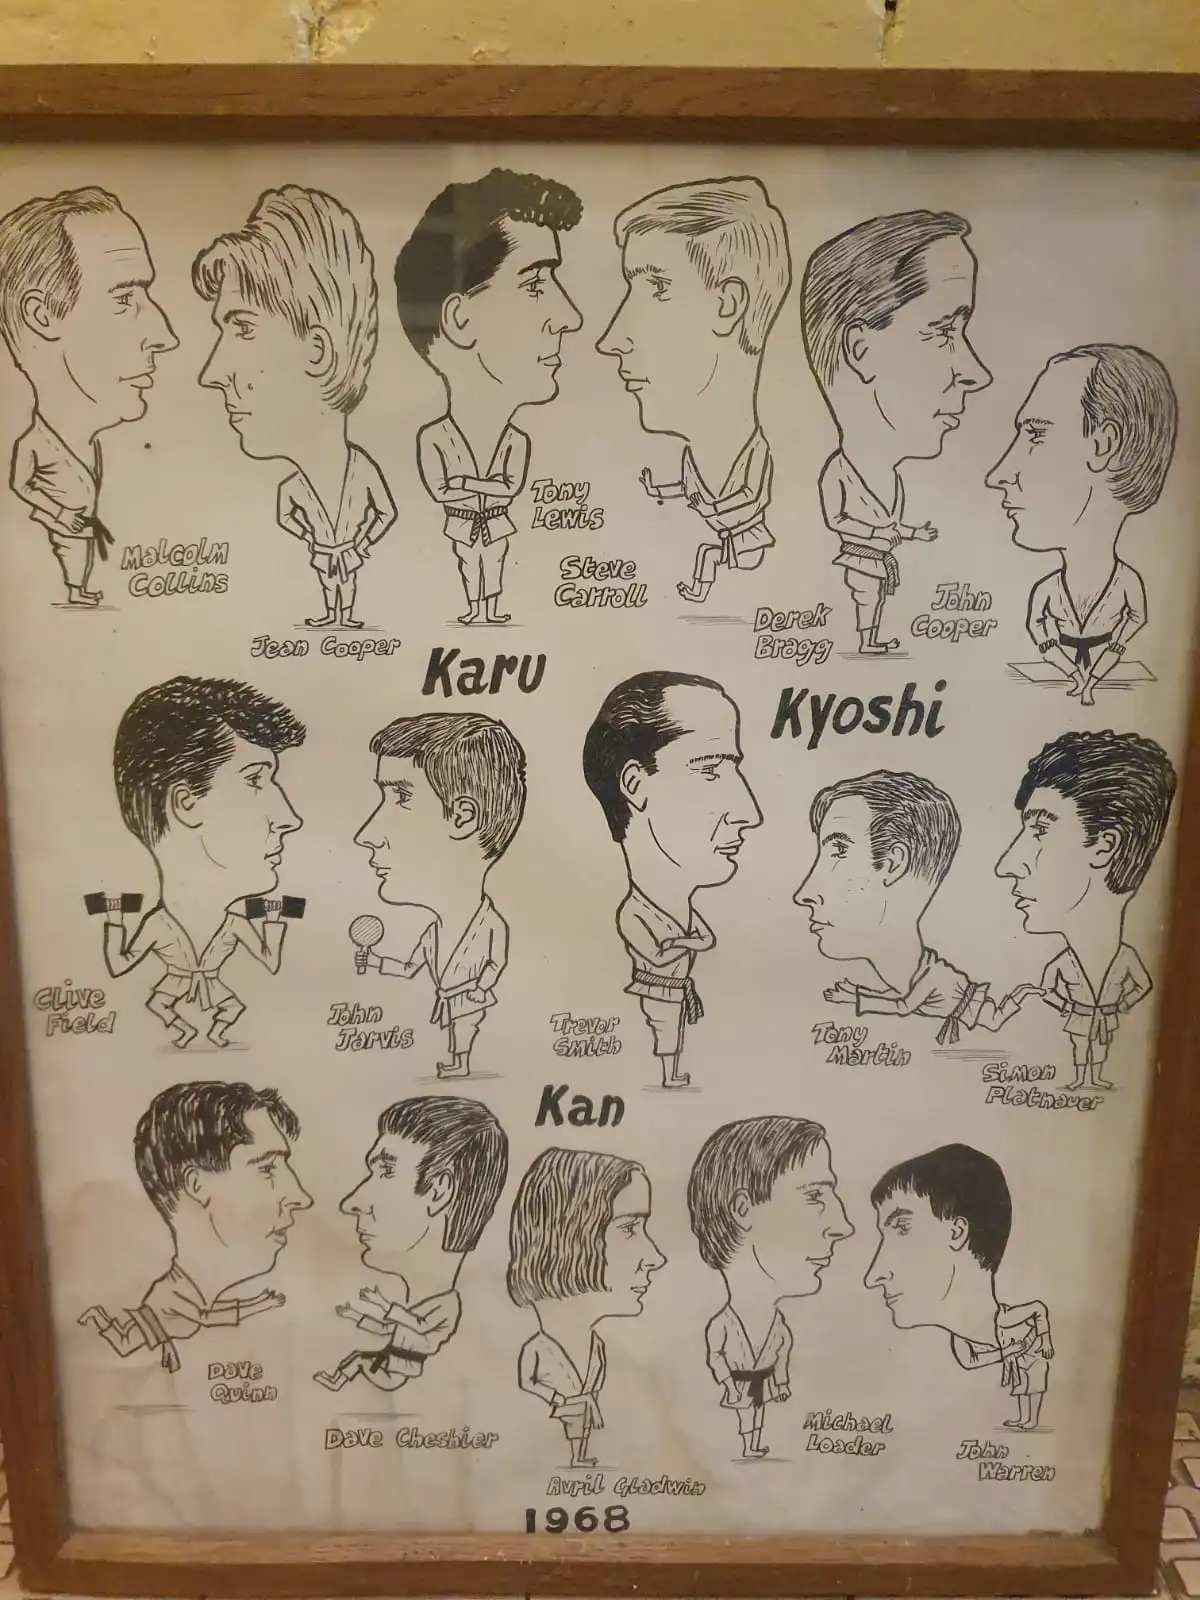 Malcolm
Collins
Jean Cooper
Tony
Lewis
Steve
Carroll
Derek
Bragg
John
Cooper
Karu
Kyoshi
Clive
Field
John
Jarvis
Trevor
Smith
Tony
Martin
Simon
Platnauer
Kan
Dave
Quinn
Dave Cheshier
Avril Gladwin
Michael
Loader
John
Warren
1968